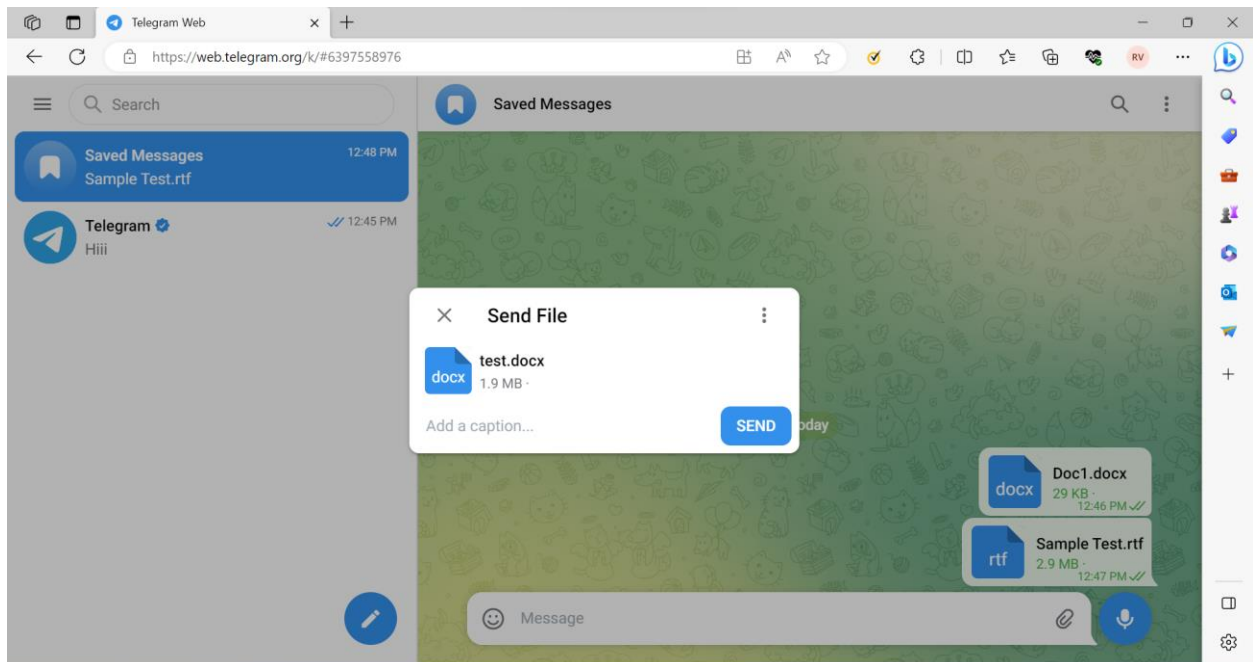 Telegram Web
https://web.telegram.org/k/#6397558976
RV
Search
Saved Messages
12:48 PM
Sample Test.rtf
Telegram
12:45 PM
Hiii
Saved Messages
Send File
docx
test.docx
1.9 MB ·
Add a caption...
SEND
oday
docx
Doc1.docx
29 KB ·
12:46 PM
rtf
Sample Test.rtf
2.9 MB ·
12:47 PM
Message